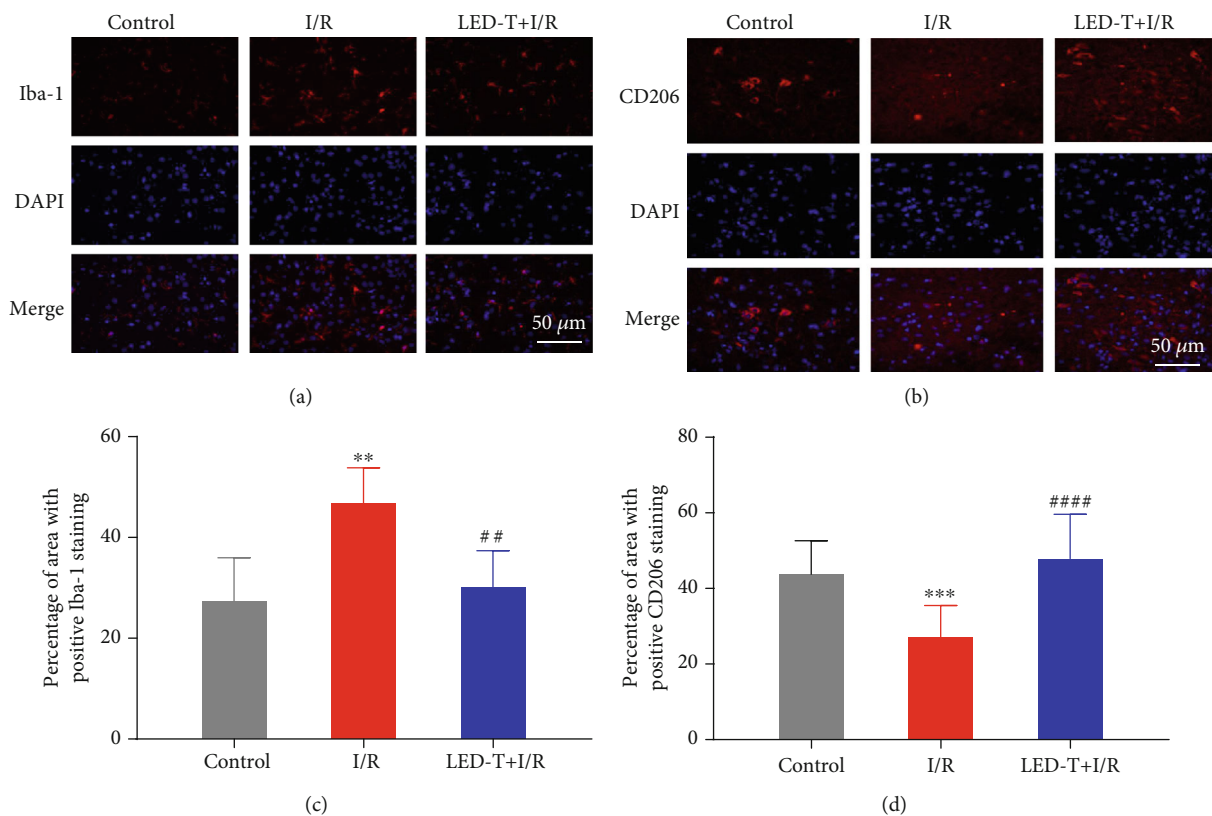 Control I/R LED-T+I/R
Iba-1
DAPI
Merge
50 μm
(a)
Control I/R LED-T+I/R
CD206
DAPI
Merge
50 μm
(b)
Percentage of area with
positive Iba-1 staining
60
40
20
0
**
##
Control I/R LED-T+I/R
(c)
Percentage of area with
positive CD206 staining
80
60
40
20
0
***
####
Control I/R LED-T+I/R
(d)